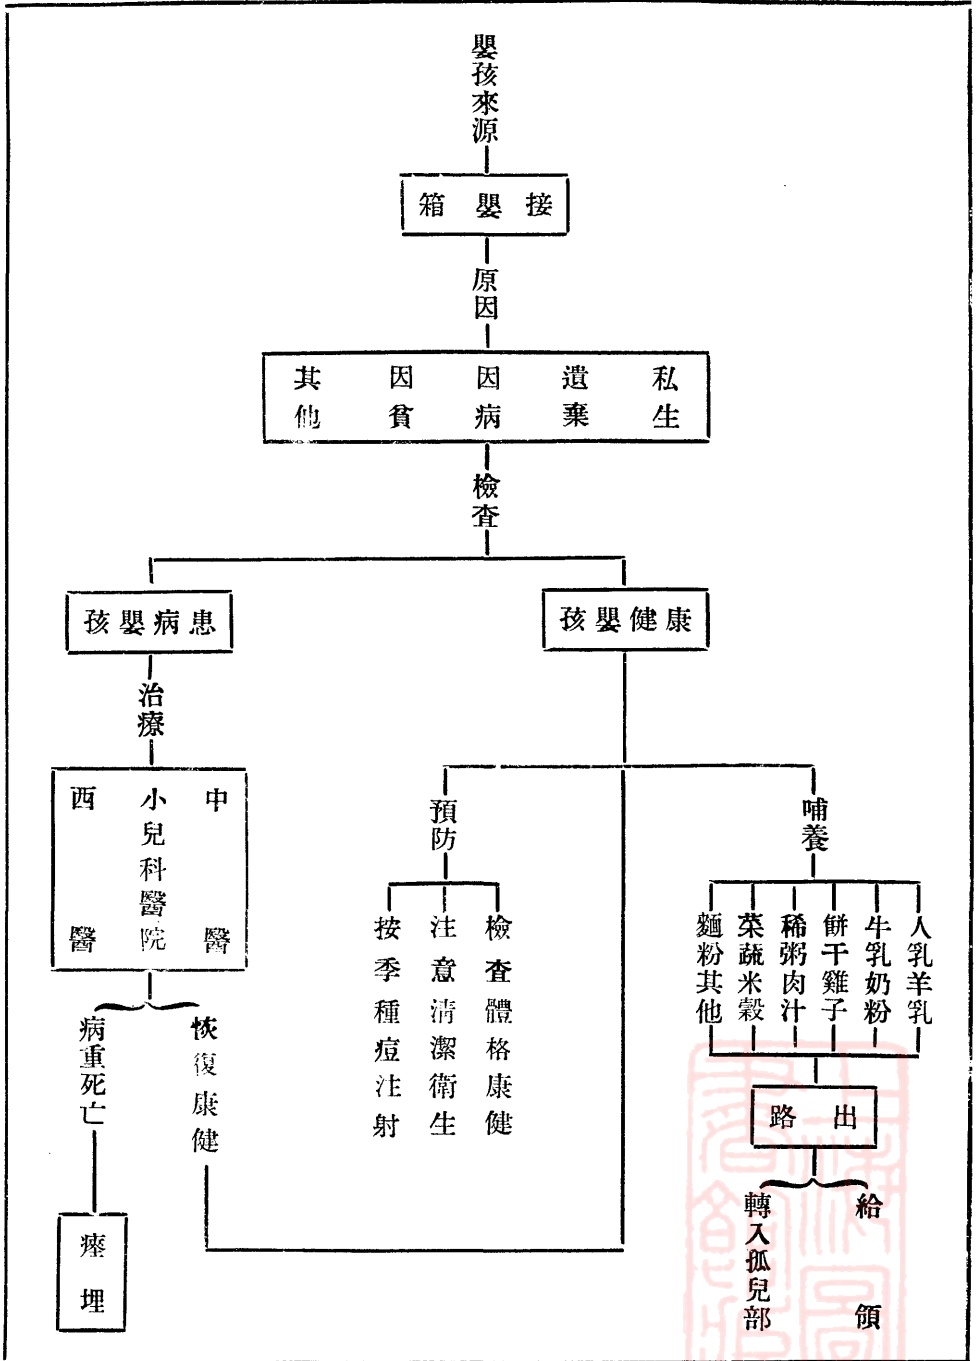 嬰孩來源
接嬰箱
原因
私生
遺棄
因病
因貧
其他
檢查
康健嬰孩
患病嬰孩
治療
中醫
小兒科醫院
西醫
預防
哺養
檢查體格康健
注意清潔衛生
按季種痘注射
人乳羊乳
牛乳奶粉
餅干雞子
稀粥肉汁
菜蔬米穀
麵粉其他
恢復康健
病重死亡
瘞埋
出路
給領
轉入孤兒部